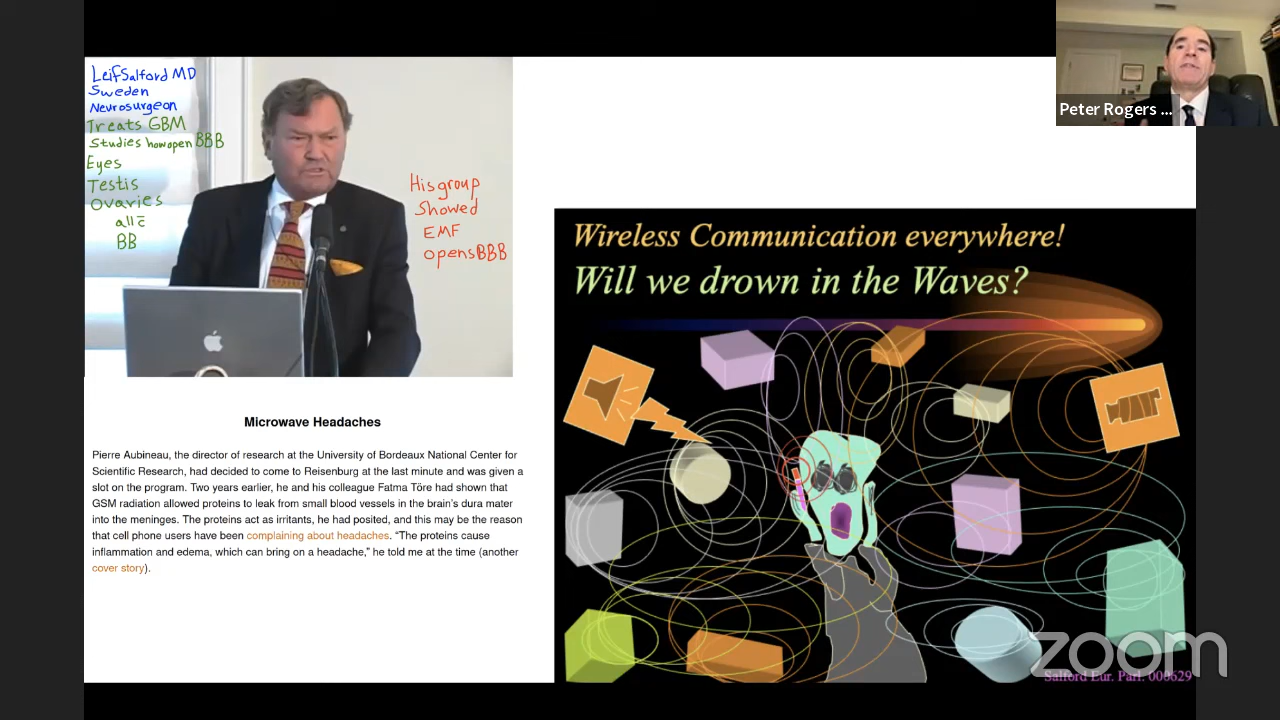 Leif Salford MD
Sweden
Neurosurgeon
Treats GBM
Studies how open BBB
Eyes
Testis
Ovaries
all c̄
BB
His group
Showed
EMF
opens BBB
Peter Rogers ...
Wireless Communication everywhere!
Will we drown in the Waves?
Microwave Headaches
Pierre Aubineau, the director of research at the University of Bordeaux National Center for
Scientific Research, had decided to come to Reisenburg at the last minute and was given a
slot on the program. Two years earlier, he and his colleague Fatma Töre had shown that
GSM radiation allowed proteins to leak from small blood vessels in the brain's dura mater
into the meninges. The proteins act as irritants, he had posited, and this may be the reason
that cell phone users have been complaining about headaches. “The proteins cause
inflammation and edema, which can bring on a headache,” he told me at the time (another
cover story).
zoom
Salford Eur. Parl. 000629